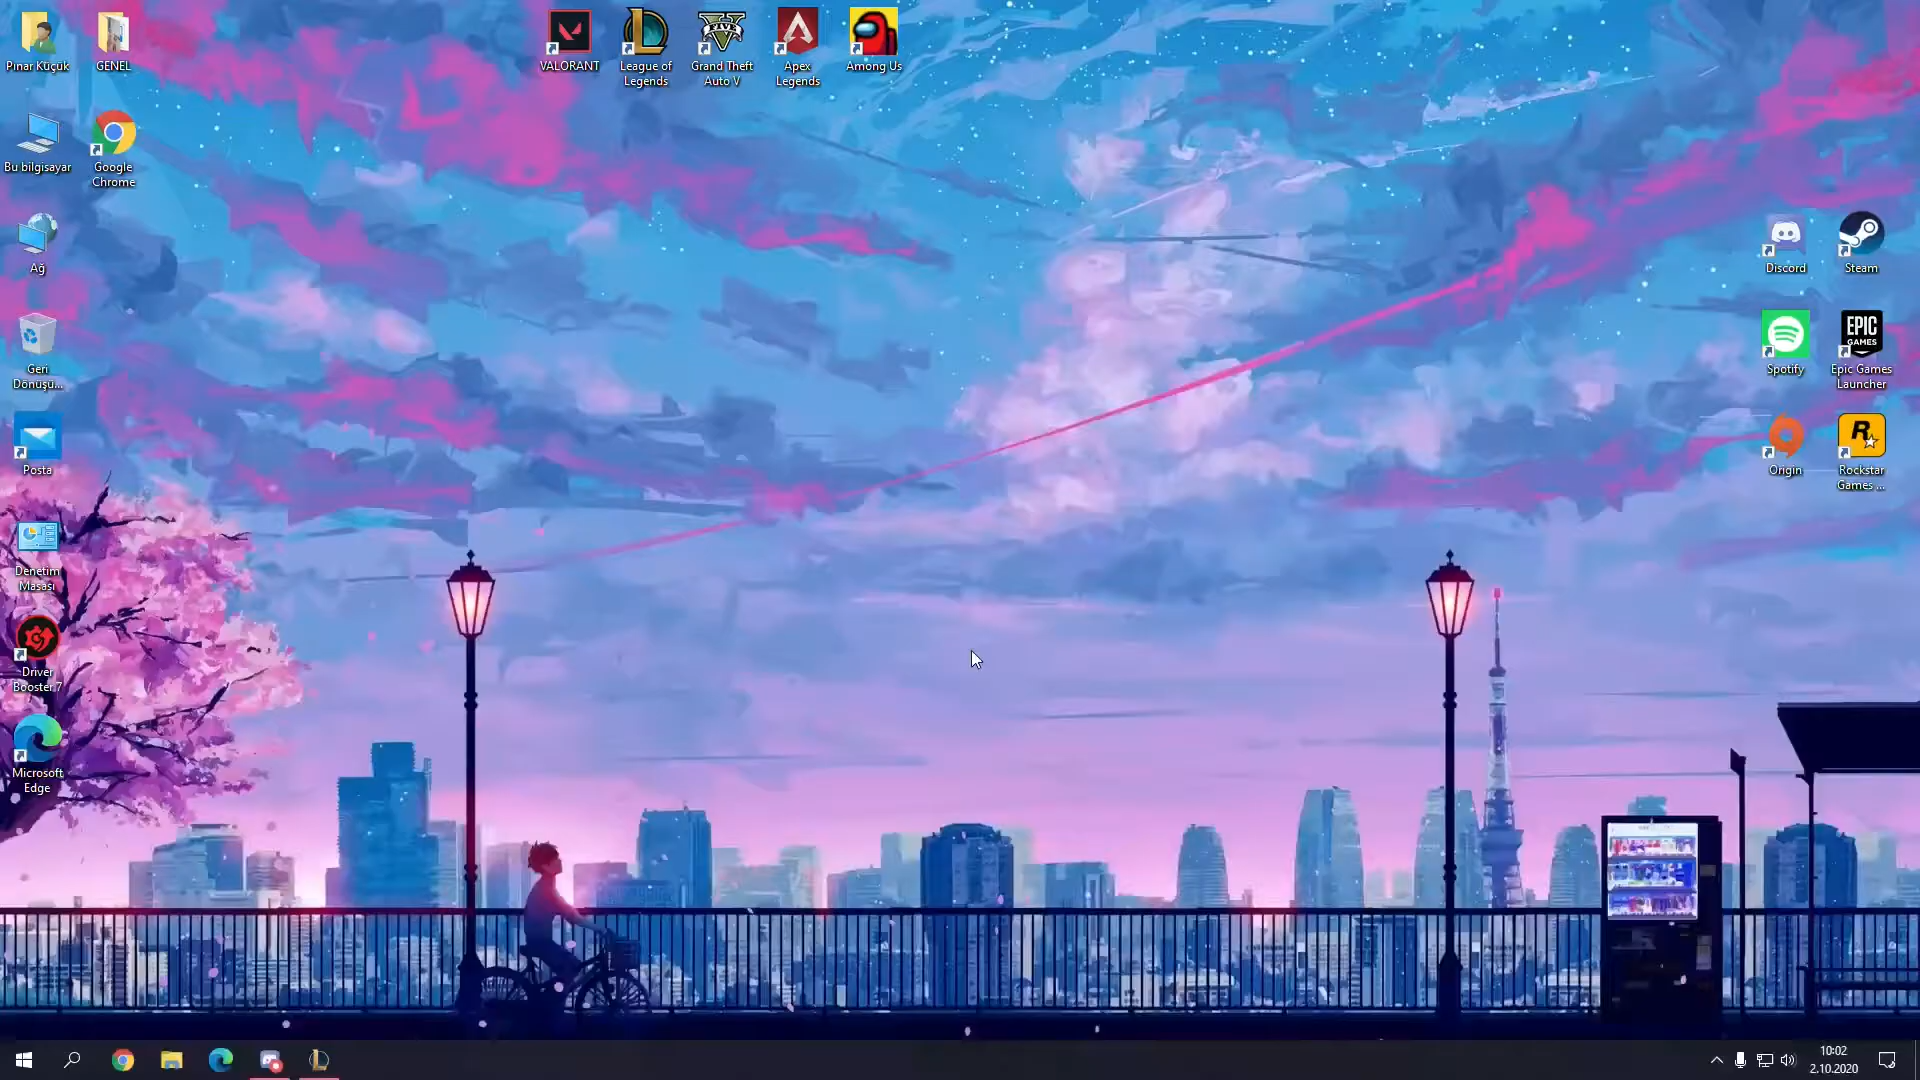 Pınar Küçük
GENEL
VALORANT
League of
Legends
Grand Theft
Auto V
Apex
Legends
Among Us
Bu bilgisayar
Google
Chrome
Ağ
Discord
Steam
Geri
Dönüşü...
Spotify
EPIC
GAMES
Epic Games
Launcher
Posta
Origin
Rockstar
Games ...
Denetim
Masası
Driver
Booster 7
Microsoft
Edge
10:02
2.10.2020